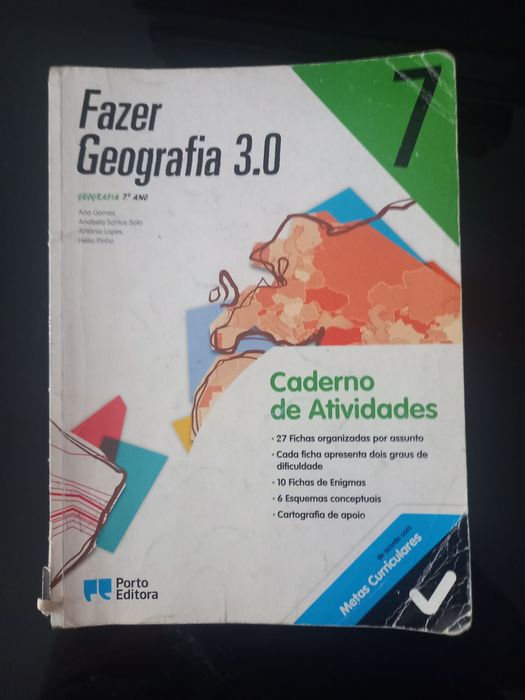 7
Fazer
Geografia 3.0
GEOGRAFIA 7.º ANO
Ana Gomes
Anabela Santos Boto
António Lopes
Hélia Pinho
Caderno
de Atividades
• 27 Fichas organizadas por assunto
• Cada ficha apresenta dois graus de
dificuldade
• 10 Fichas de Enigmas
• 6 Esquemas conceptuais
• Cartografia de apoio
de acordo com
Metas Curriculares
Porto
Editora